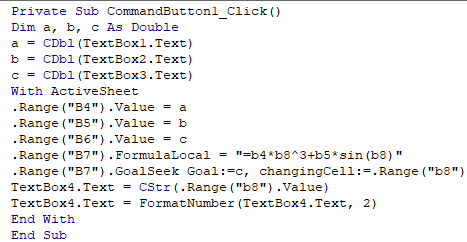 Private Sub CommandButton1_Click()
Dim a, b, c As Double
a = CDbl(TextBox1.Text)
b = CDbl(TextBox2.Text)
c = CDbl(TextBox3.Text)
With ActiveSheet
.Range("B4").Value = a
.Range("B5").Value = b
.Range("B6").Value = c
.Range("B7").FormulaLocal = "=b4*b8^3+b5*sin(b8)"
.Range("B7").GoalSeek Goal:=c, changingCell:=.Range("b8")
TextBox4.Text = CStr(.Range("b8").Value)
TextBox4.Text = FormatNumber(TextBox4.Text, 2)
End With
End Sub